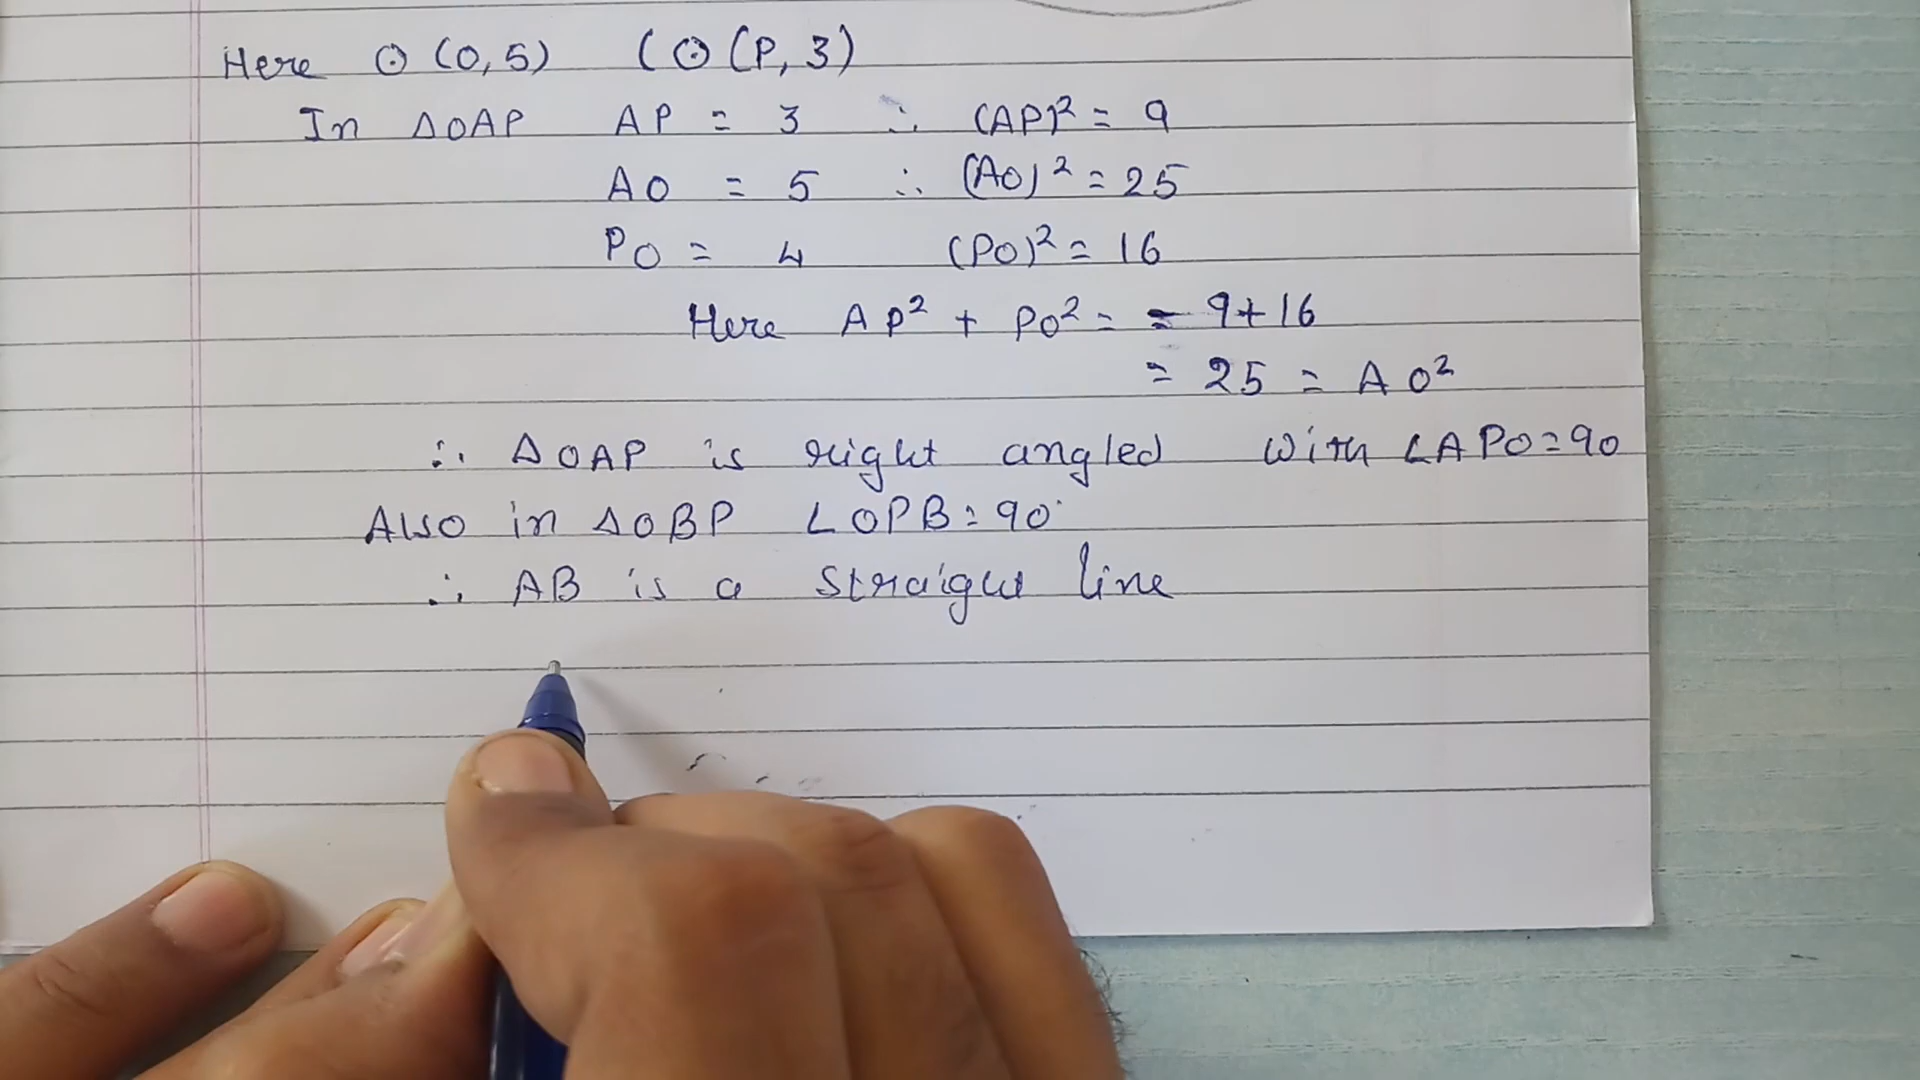 Here ⊙ (O, 5) (⊙ (P, 3)
In ΔOAP AP = 3 ∴ (AP)² = 9
AO = 5 ∴ (AO)² = 25
PO = 4 (PO)² = 16
Here AP² + PO² = = 9+16
= 25 = AO²
∴ ΔOAP is right angled with ∠APO = 90
Also in ΔOBP ∠OPB = 90°
∴ AB is a straight line